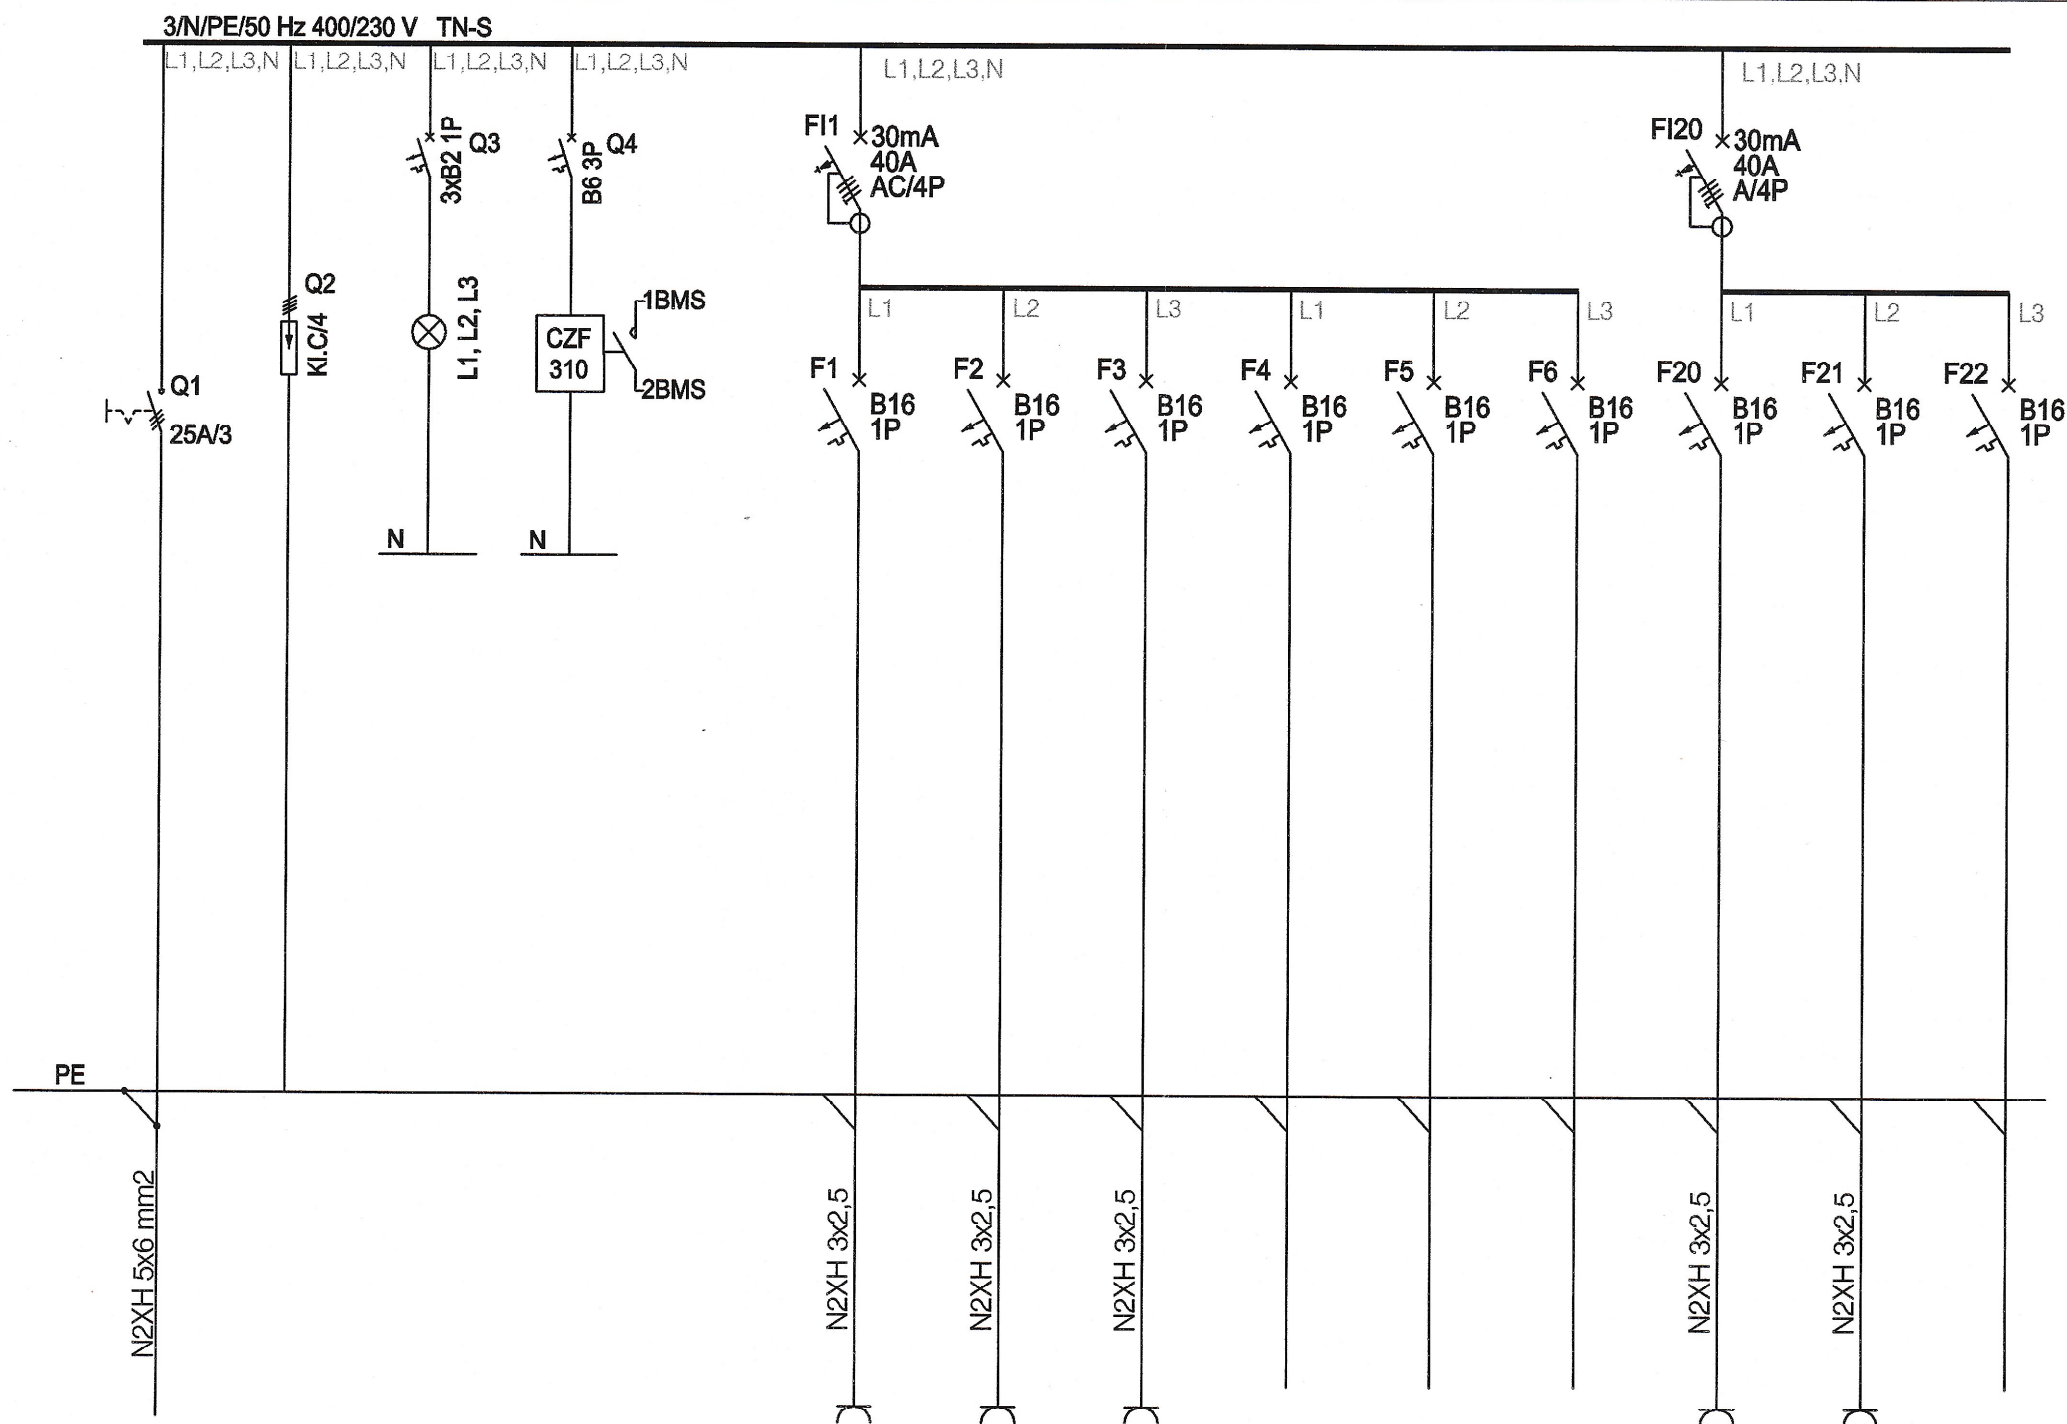 3/N/PE/50 Hz 400/230 V TN-S
L1,L2,L3,N
L1,L2,L3,N
L1,L2,L3,N
L1,L2,L3,N
L1,L2,L3,N
L1,L2,L3,N
Q3
3xB2 1P
Q4
B6 3P
FI1
30mA
40A
AC/4P
FI20
30mA
40A
A/4P
Q2
Kl.C/4
L1, L2, L3
CZF
310
1BMS
2BMS
L1
L2
L3
L1
L2
L3
L1
L2
L3
Q1
25A/3
F1
B16
1P
F2
B16
1P
F3
B16
1P
F4
B16
1P
F5
B16
1P
F6
B16
1P
F20
B16
1P
F21
B16
1P
F22
B16
1P
N
N
PE
N2XH 5x6 mm2
N2XH 3x2,5
N2XH 3x2,5
N2XH 3x2,5
N2XH 3x2,5
N2XH 3x2,5